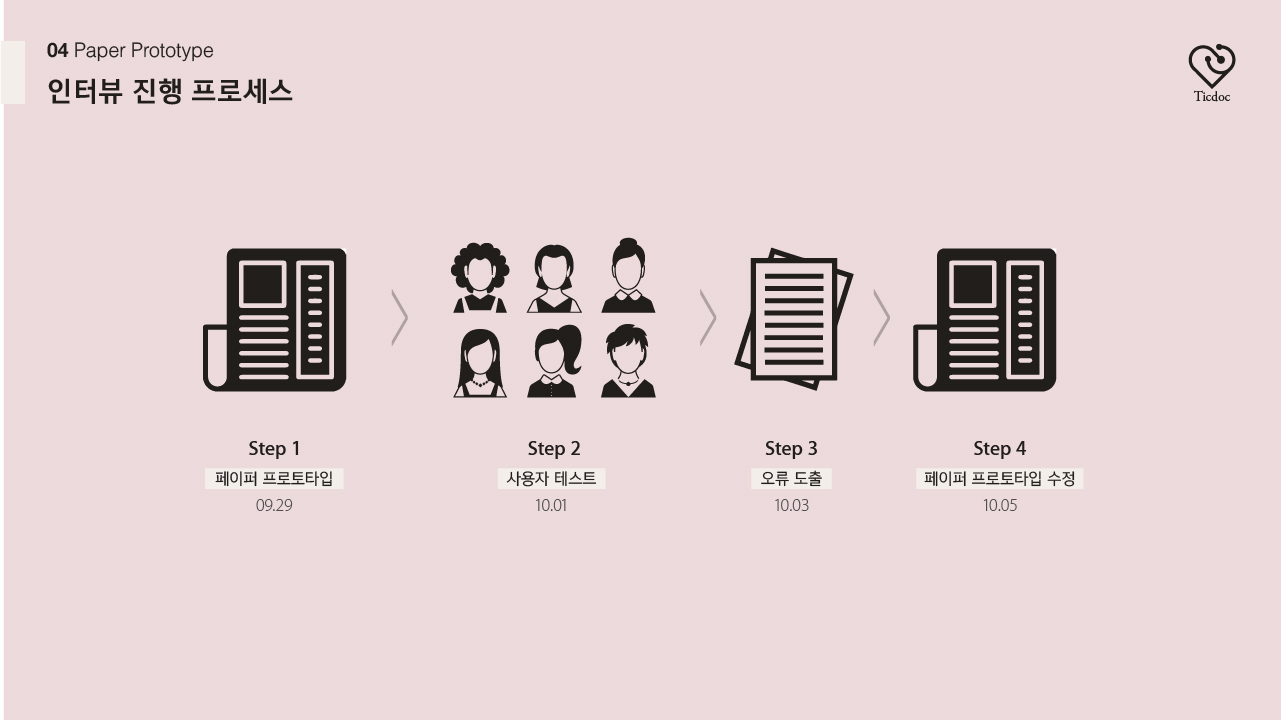 04 Paper Prototype
인터뷰 진행 프로세스
Ticdoc
Step 1
페이퍼 프로토타입
09.29
Step 2
사용자 테스트
10.01
Step 3
오류 도출
10.03
Step 4
페이퍼 프로토타입 수정
10.05